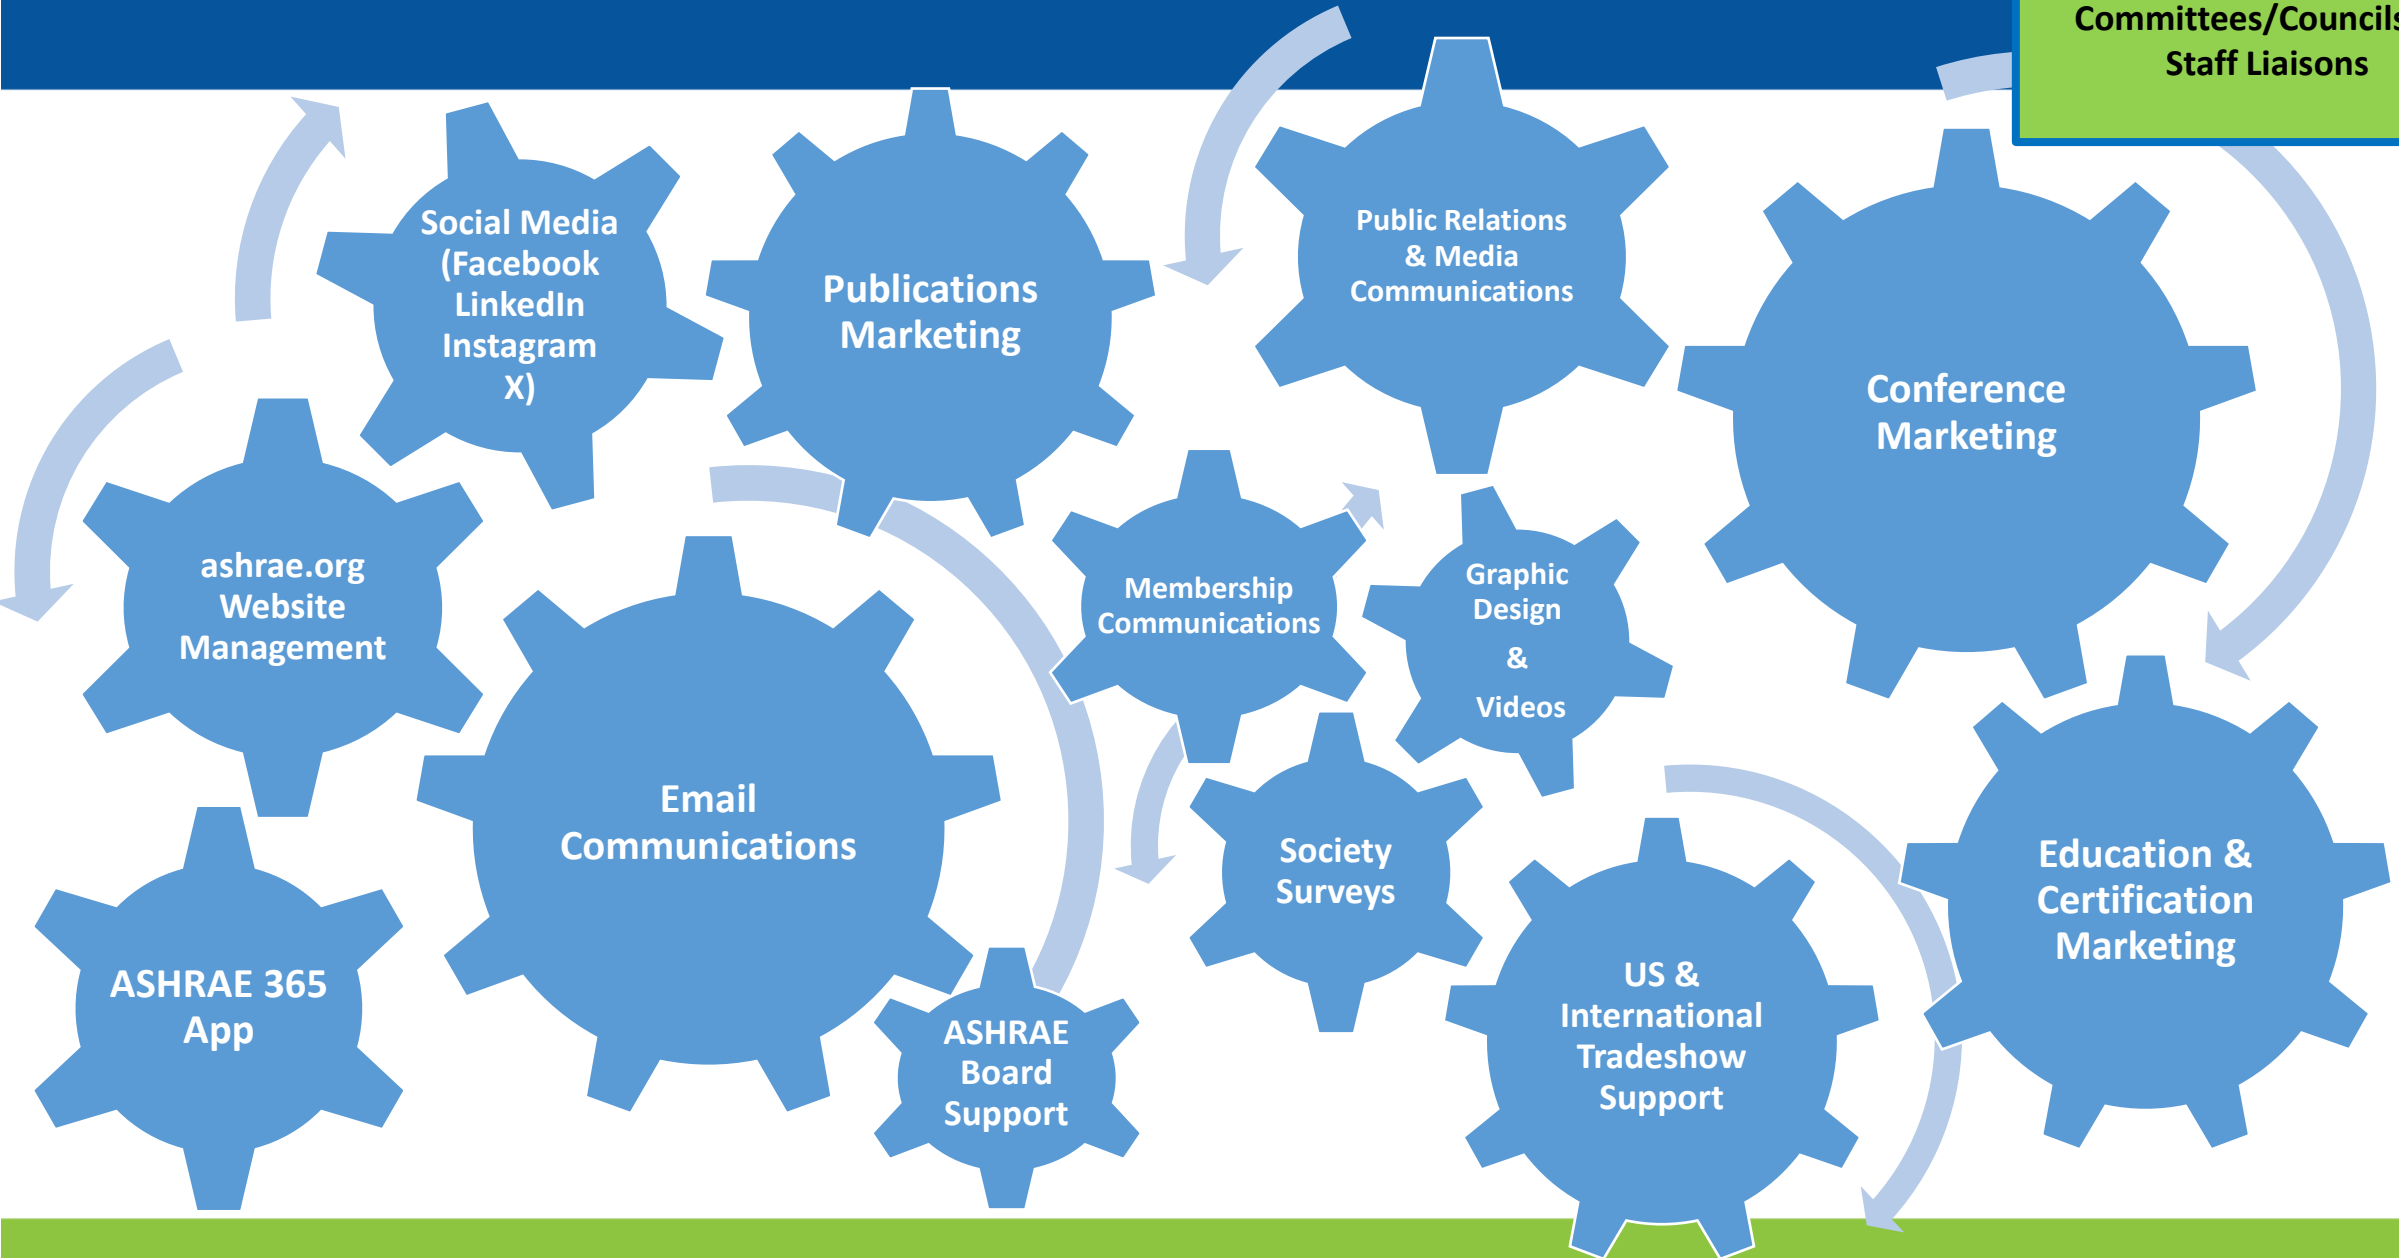 Committees/Councils
Staff Liaisons
Social Media
(Facebook
LinkedIn
Instagram
X)
Publications
Marketing
Public Relations
& Media
Communications
Conference
Marketing
ashrae.org
Website
Management
Membership
Communications
Graphic
Design
&
Videos
Email
Communications
Society
Surveys
Education &
Certification
Marketing
ASHRAE 365
App
ASHRAE
Board
Support
US &
International
Tradeshow
Support